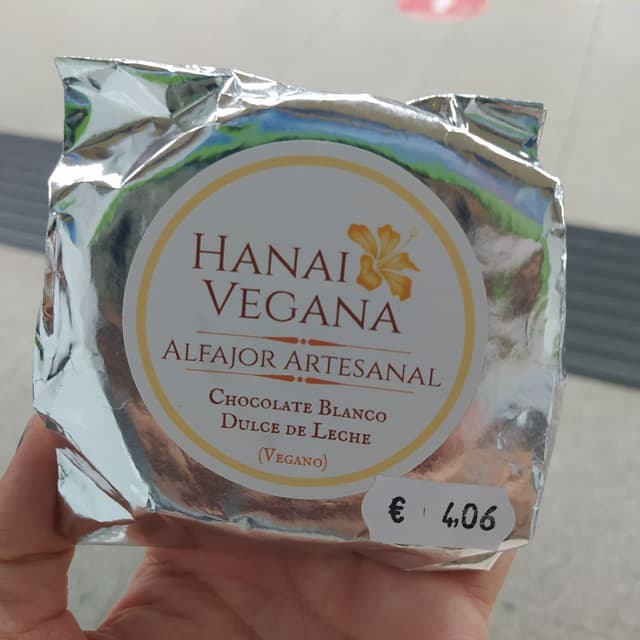 HANAI
VEGANA
ALFAJOR ARTESANAL
CHOCOLATE BLANCO
DULCE DE LECHE
(VEGANO)
€ 4,06